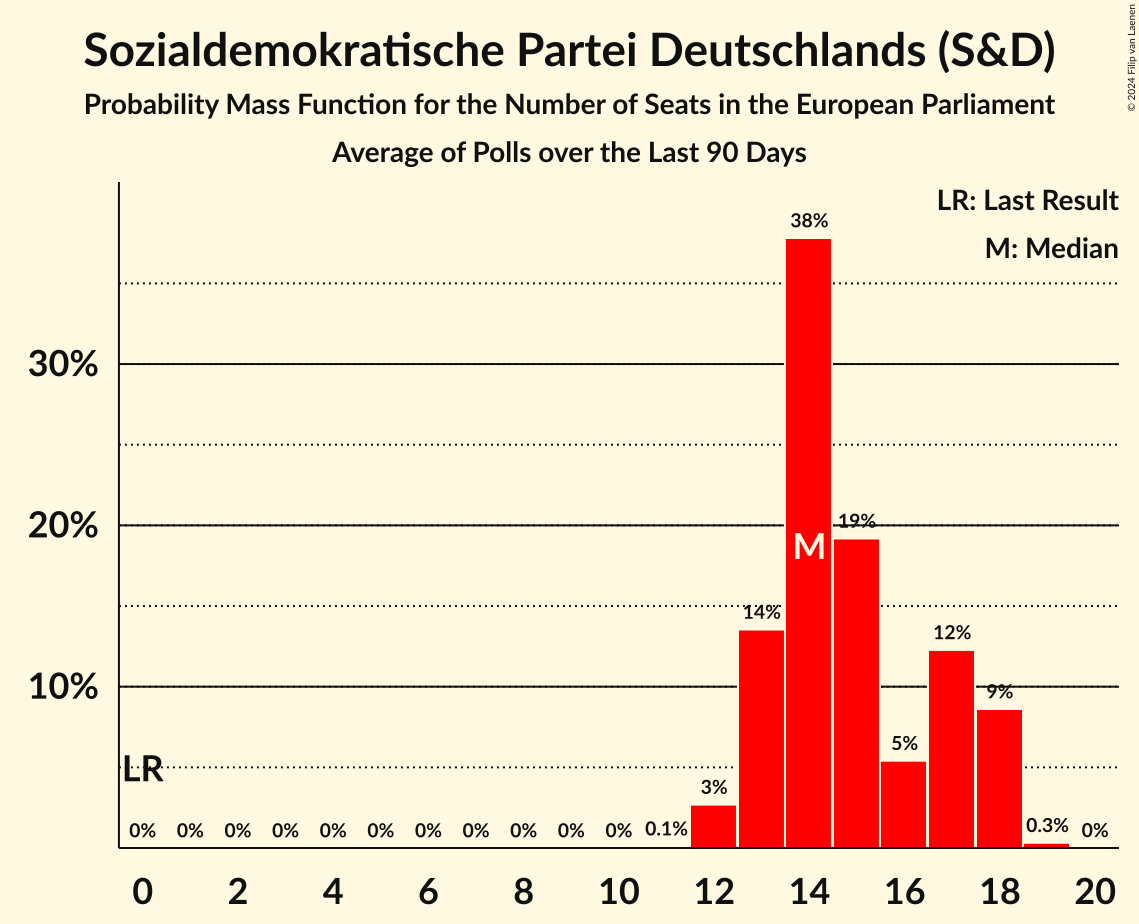 Sozialdemokratische Partei Deutschlands (S&D)
Probability Mass Function for the Number of Seats in the European Parliament
Average of Polls over the Last 90 Days
© 2024 Filip van Laenen
LR: Last Result
M: Median
38%
30%
20%
19%
M
14%
12%
10%
9%
5%
LR
3%
0% 0% 0% 0% 0% 0% 0% 0% 0% 0% 0% 0.1% 0.3% 0%
0 2 4 6 8 10 12 14 16 18 20